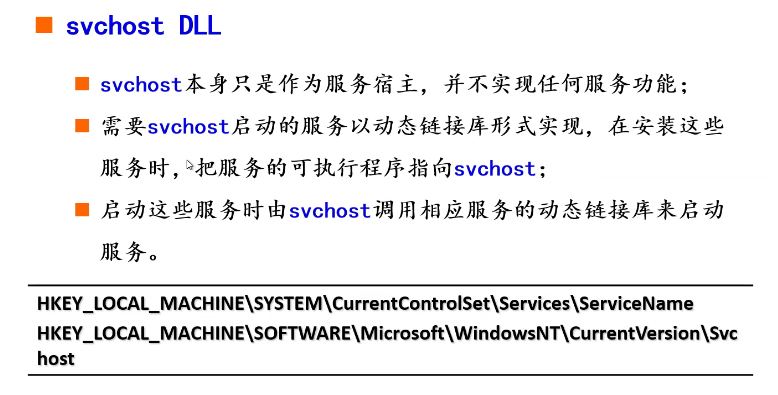 svchost DLL
svchost本身只是作为服务宿主，并不实现任何服务功能；
需要svchost启动的服务以动态链接库形式实现，在安装这些
服务时，把服务的可执行程序指向svchost；
启动这些服务时由svchost调用相应服务的动态链接库来启动
服务。
HKEY_LOCAL_MACHINE\SYSTEM\CurrentControlSet\Services\ServiceName
HKEY_LOCAL_MACHINE\SOFTWARE\Microsoft\WindowsNT\CurrentVersion\Svc
host